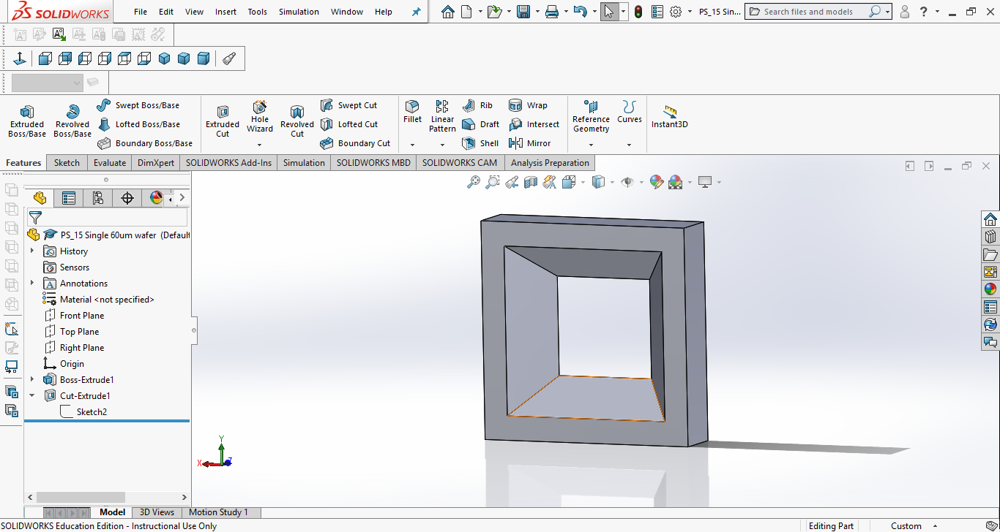 SOLIDWORKS File Edit View Insert Tools Simulation Window Help PS_15 Sin... Search files and models ?
Extruded Boss/Base
Revolved Boss/Base
Swept Boss/Base
Lofted Boss/Base
Boundary Boss/Base
Extruded Cut
Hole Wizard
Revolved Cut
Swept Cut
Lofted Cut
Boundary Cut
Fillet
Linear Pattern
Rib
Draft
Shell
Wrap
Intersect
Mirror
Reference Geometry
Curves
Instant3D
Features Sketch Evaluate DimXpert SOLIDWORKS Add-Ins Simulation SOLIDWORKS MBD SOLIDWORKS CAM Analysis Preparation
PS_15 Single 60um wafer (Default
History
Sensors
Annotations
Material <not specified>
Front Plane
Top Plane
Right Plane
Origin
Boss-Extrude1
Cut-Extrude1
Sketch2
Y
X Z
Model 3D Views Motion Study 1
SOLIDWORKS Education Edition - Instructional Use Only Editing Part Custom